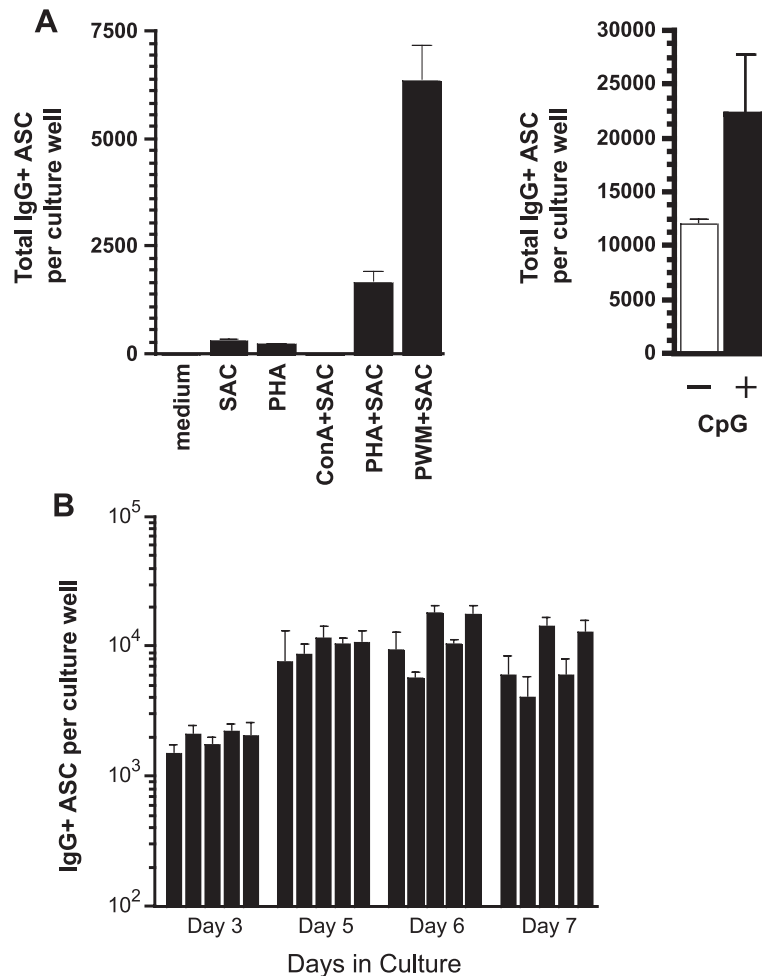 A
Total IgG+ ASC
per culture well
7500
5000
2500
0
medium
SAC
PHA
ConA+SAC
PHA+SAC
PWM+SAC
Total IgG+ ASC
per culture well
30000
25000
20000
15000
10000
5000
0
− +
CpG
B
IgG+ ASC per culture well
10^5
10^4
10^3
10^2
Day 3 Day 5 Day 6 Day 7
Days in Culture